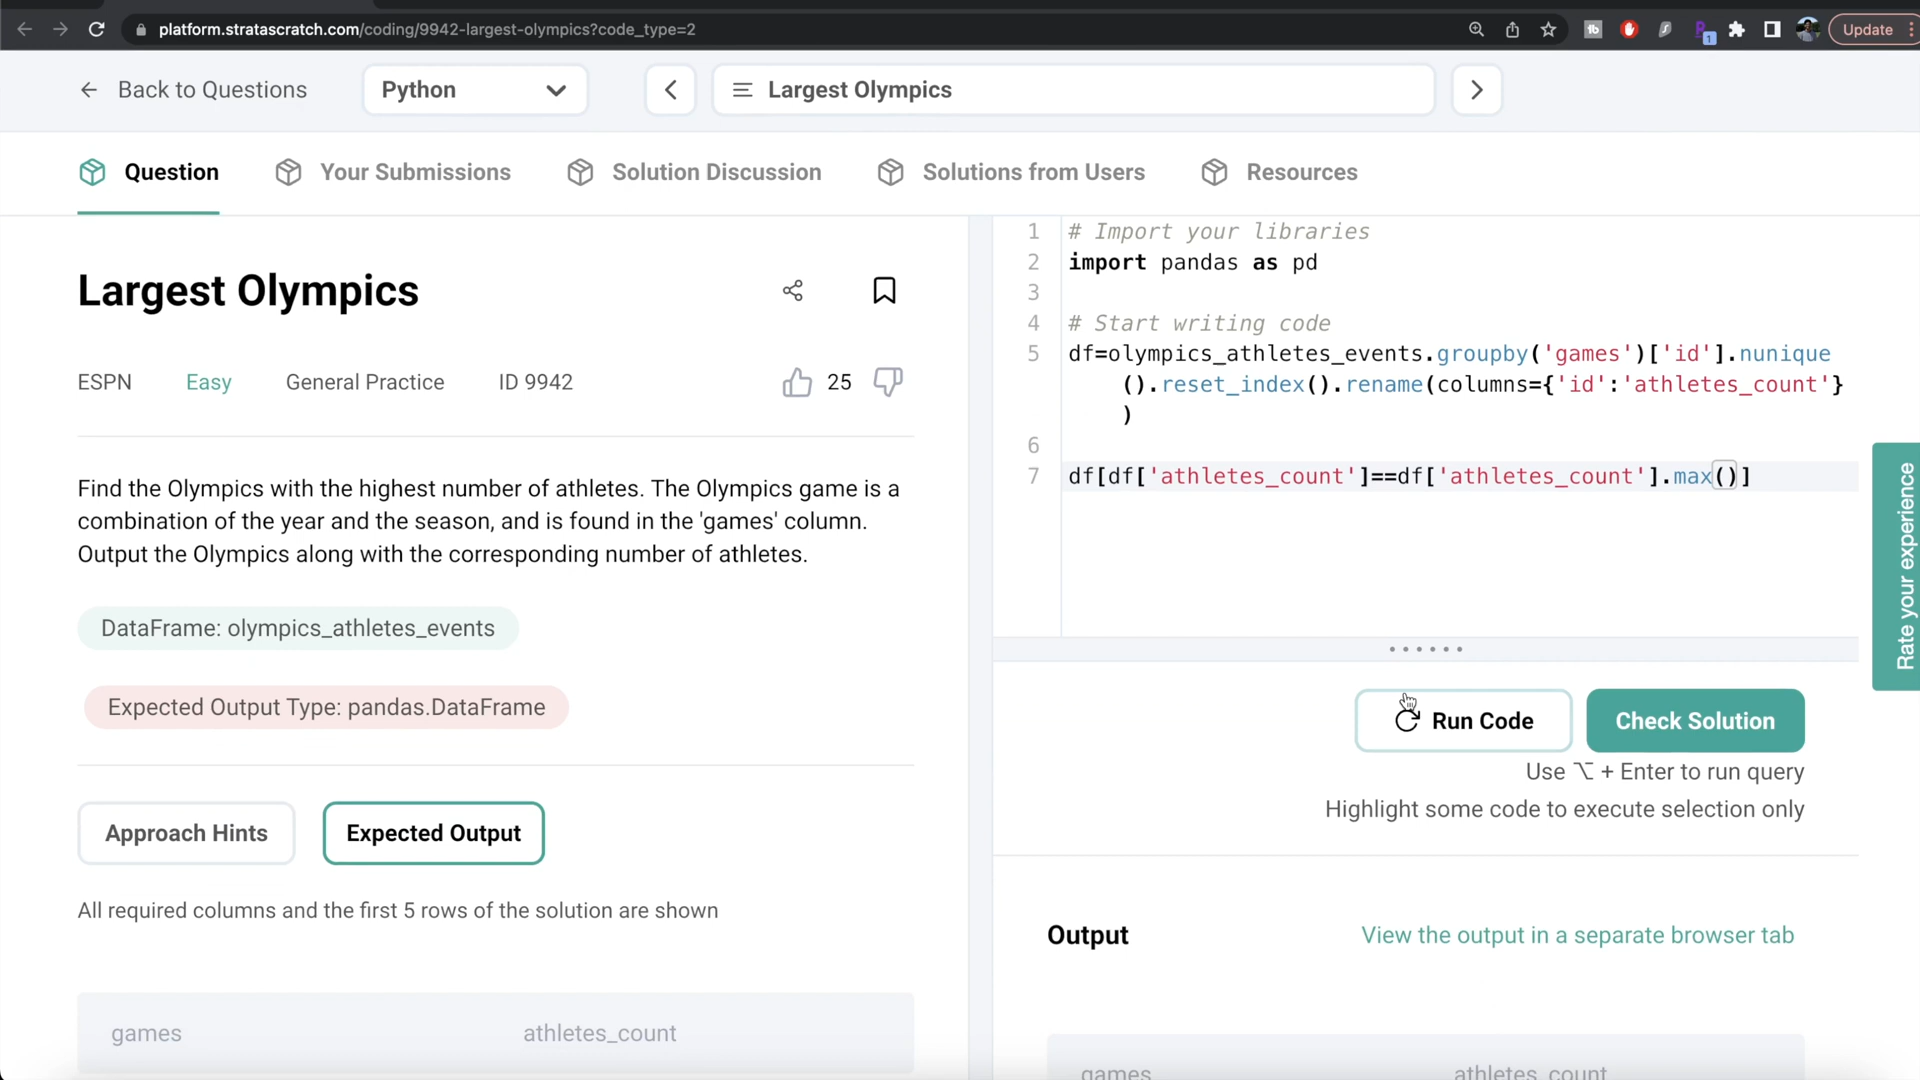 platform.stratascratch.com/coding/9942-largest-olympics?code_type=2
Update
Back to Questions
Python
Largest Olympics
Question
Your Submissions
Solution Discussion
Solutions from Users
Resources
Largest Olympics
ESPN
Easy
General Practice
ID 9942
25
Find the Olympics with the highest number of athletes. The Olympics game is a
combination of the year and the season, and is found in the 'games' column.
Output the Olympics along with the corresponding number of athletes.
DataFrame: olympics_athletes_events
Expected Output Type: pandas.DataFrame
Approach Hints
Expected Output
All required columns and the first 5 rows of the solution are shown
games athletes_count
1 # Import your libraries
2 import pandas as pd
3
4 # Start writing code
5 df=olympics_athletes_events.groupby('games')['id'].nunique
().reset_index().rename(columns={'id':'athletes_count'}
)
6
7 df[df['athletes_count']==df['athletes_count'].max()]
Run Code
Check Solution
Use ⌥ + Enter to run query
Highlight some code to execute selection only
Output
View the output in a separate browser tab
games athletes_count
Rate your experience